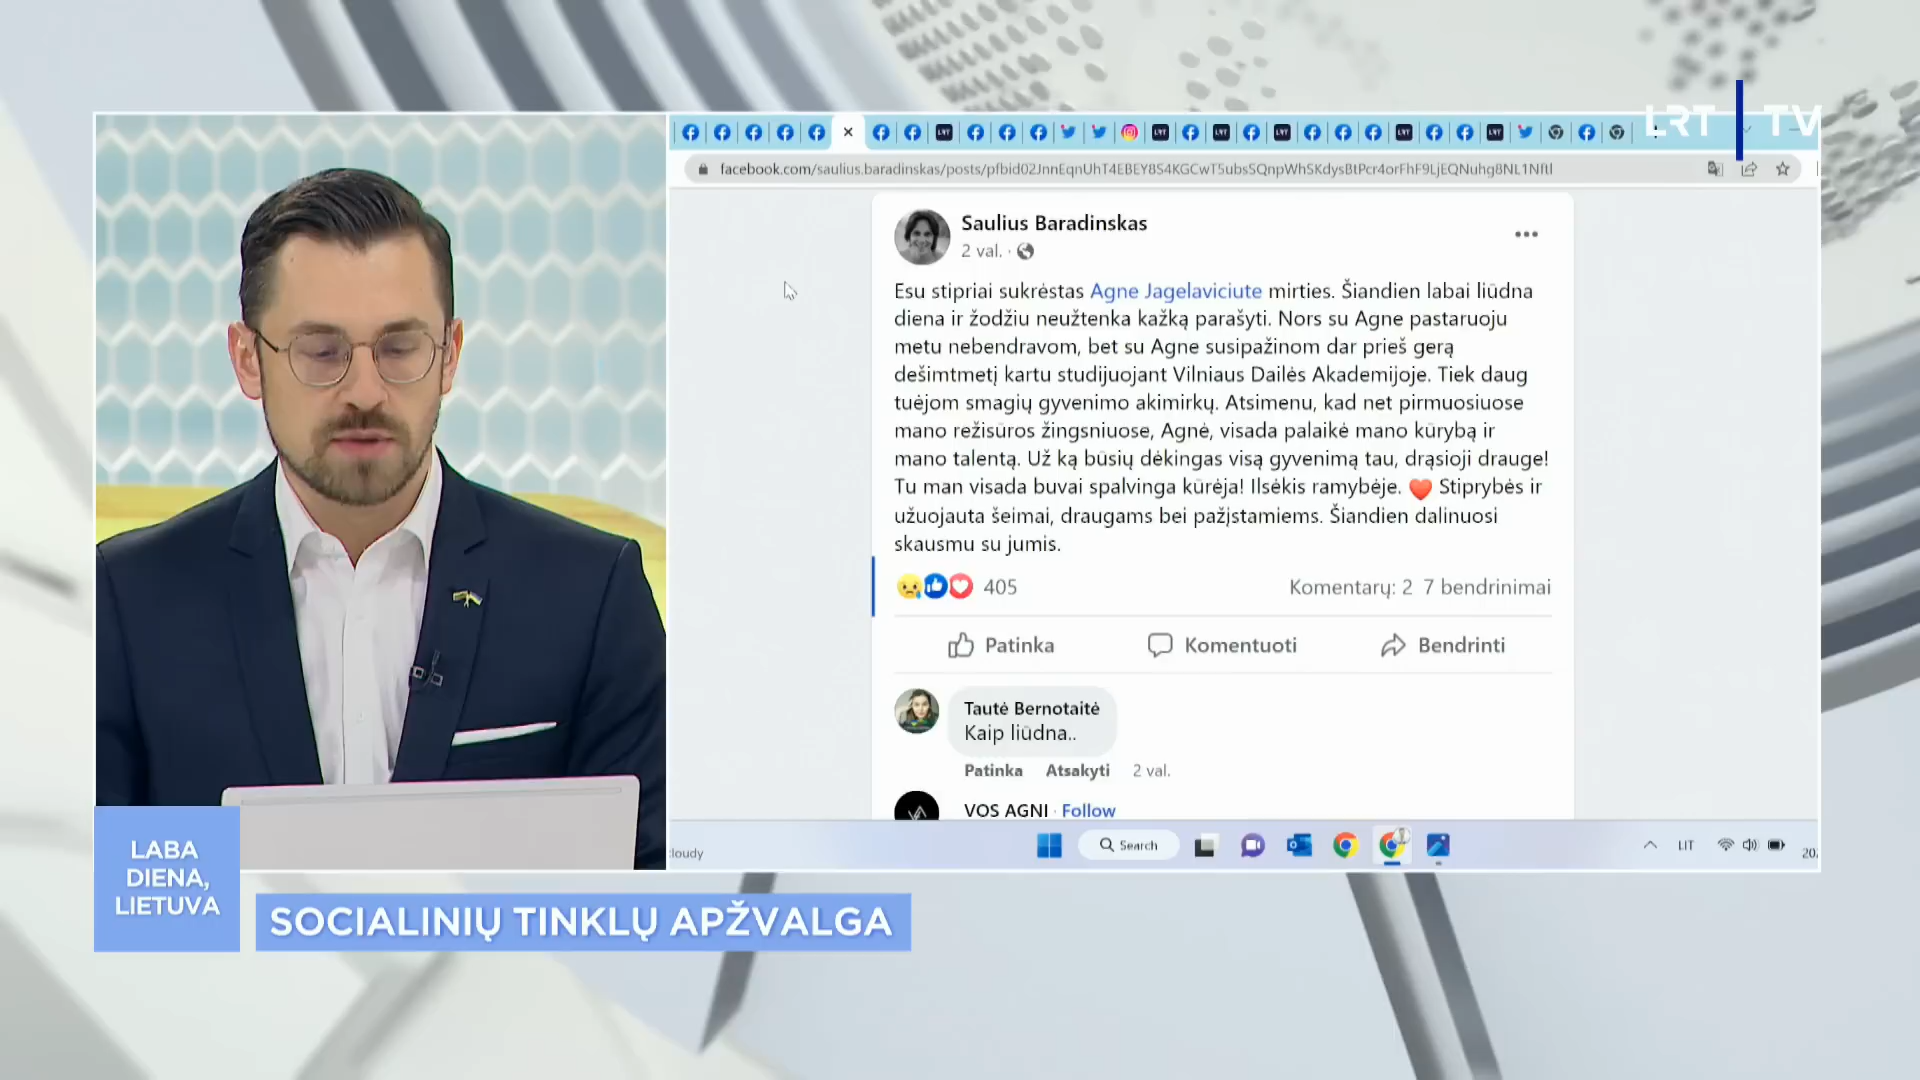 LRT TV
facebook.com/saulius.baradinskas/posts/pfbid02JnnEqnUhT4EBEY8S4KGCwT5ubsSQnpWhSKdysBtPcr4orFhF9LjEQNuhg8NL1Nftl
Saulius Baradinskas
2 val.
Esu stipriai sukrėstas Agne Jagelaviciute mirties. Šiandien labai liūdna
diena ir žodžiu neužtenka kažką parašyti. Nors su Agne pastaruoju
metu nebendravom, bet su Agne susipažinom dar prieš gerą
dešimtmetį kartu studijuojant Vilniaus Dailės Akademijoje. Tiek daug
tuėjom smagių gyvenimo akimirkų. Atsimenu, kad net pirmuosiuose
mano režisūros žingsniuose, Agnė, visada palaikė mano kūrybą ir
mano talentą. Už ką būsių dėkingas visą gyvenimą tau, drąsioji drauge!
Tu man visada buvai spalvinga kūrėja! Ilsėkis ramybėje. ❤️ Stiprybės ir
užuojauta šeimai, draugams bei pažįstamiems. Šiandien dalinuosi
skausmu su jumis.
405 Komentarų: 2 7 bendrinimai
Patinka Komentuoti Bendrinti
Tautė Bernotaitė
Kaip liūdna..
Patinka Atsakyti 2 val.
VOS AGNI · Follow
cloudy
Search
LIT
LABA
DIENA,
LIETUVA
SOCIALINIŲ TINKLŲ APŽVALGA